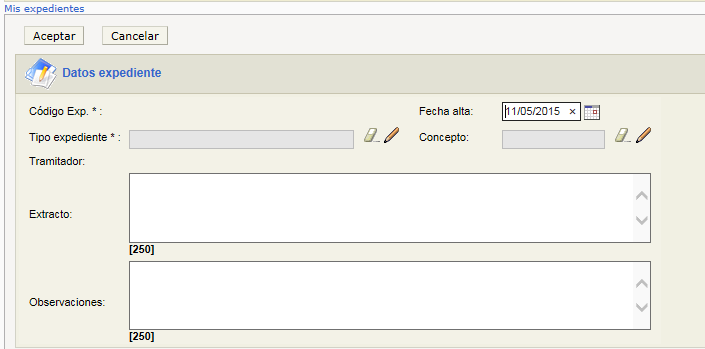 Mis expedientes
Aceptar Cancelar
Datos expediente
Código Exp. * : Fecha alta: 11/05/2015 ×
Tipo expediente * : Concepto:
Tramitador:
Extracto:
[250]
Observaciones:
[250]